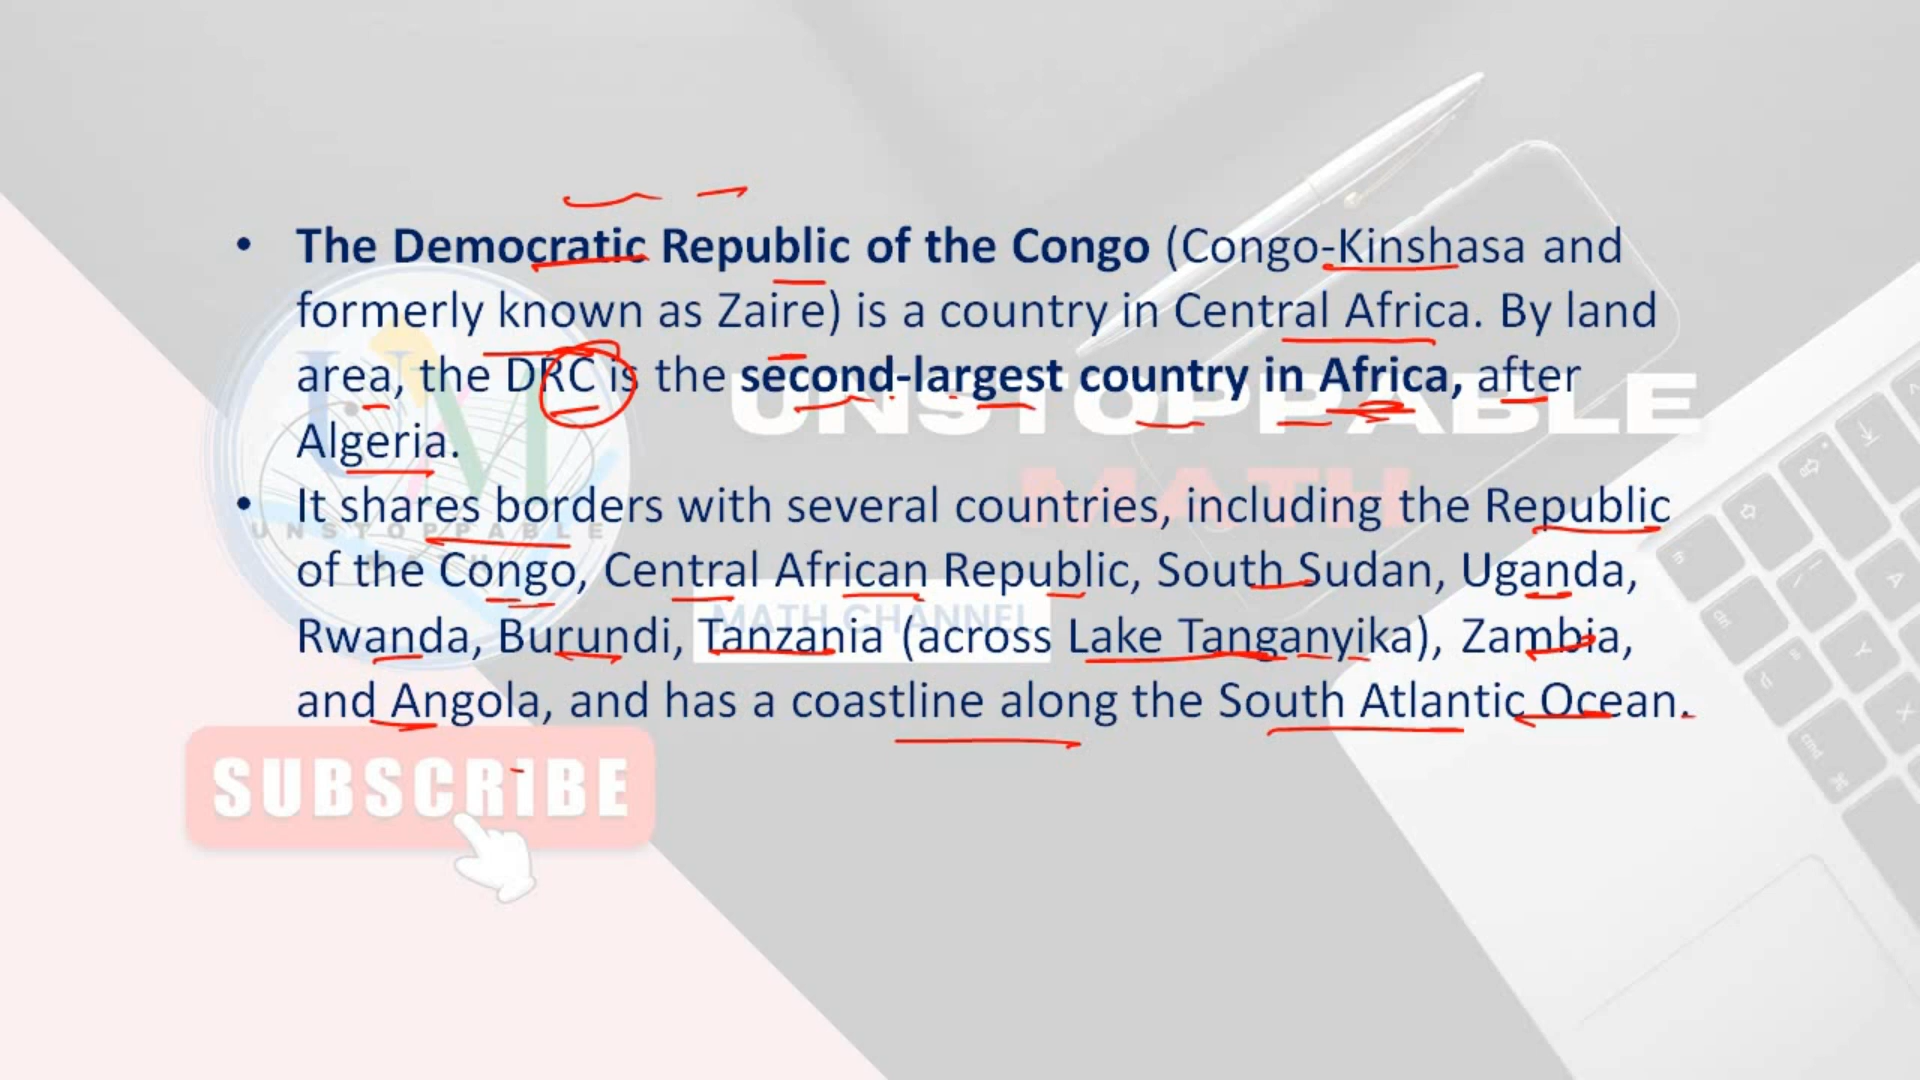 • The Democratic Republic of the Congo (Congo-Kinshasa and
formerly known as Zaire) is a country in Central Africa. By land
area, the DRC is the second-largest country in Africa, after
Algeria.
• It shares borders with several countries, including the Republic
of the Congo, Central African Republic, South Sudan, Uganda,
Rwanda, Burundi, Tanzania (across Lake Tanganyika), Zambia,
and Angola, and has a coastline along the South Atlantic Ocean.
UNSTOPPABLE
MATH
MATH CHANNEL
UM
UNSTOPPABLE
MATH
SUBSCRIBE